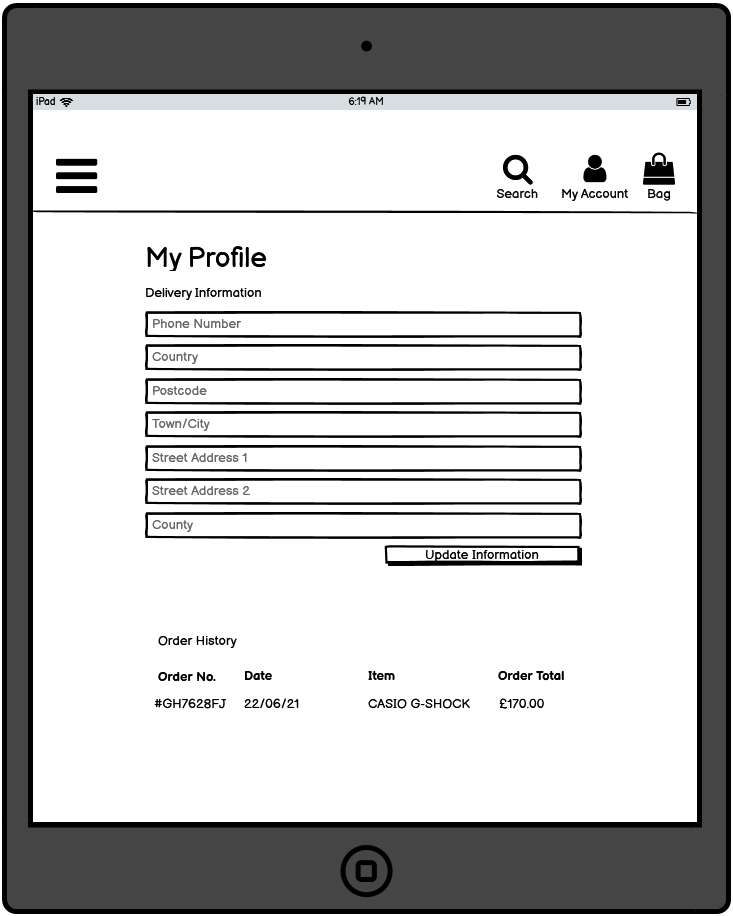 iPad 6:19 AM
Search My Account Bag
My Profile
Delivery Information
Phone Number
Country
Postcode
Town/City
Street Address 1
Street Address 2
County
Update Information
Order History
Order No. Date Item Order Total
#GH7628FJ 22/06/21 CASIO G-SHOCK £170.00